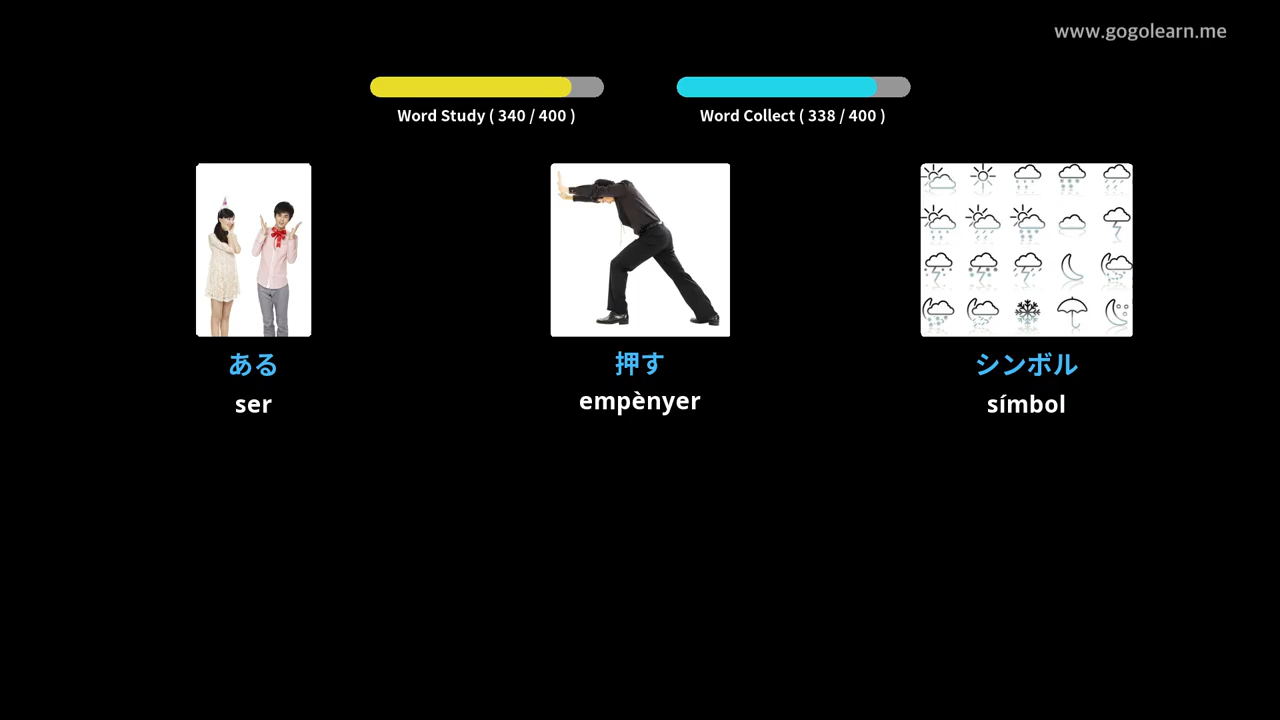 www.gogolearn.me
Word Study ( 340 / 400 )
Word Collect ( 338 / 400 )
ある
ser
押す
empènyer
シンボル
símbol